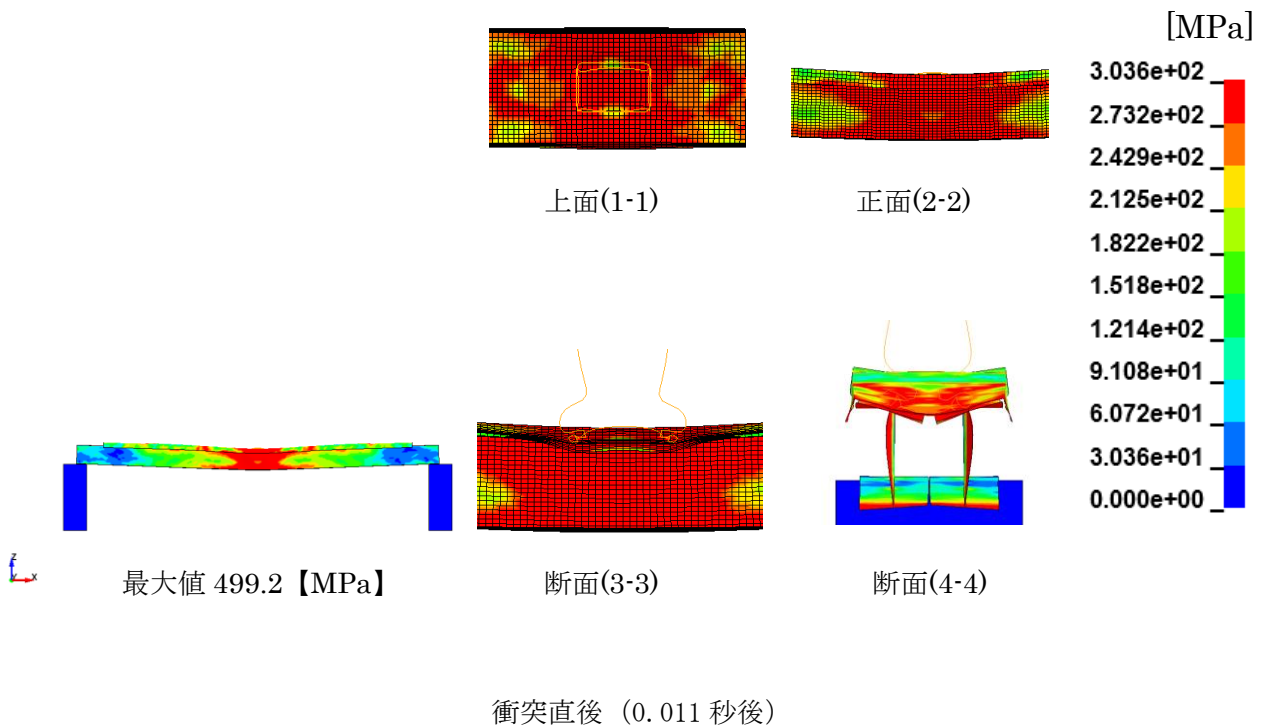 [MPa]
3.036e+02
2.732e+02
2.429e+02
2.125e+02
1.822e+02
1.518e+02
1.214e+02
9.108e+01
6.072e+01
3.036e+01
0.000e+00
上面(1-1)
正面(2-2)
Z
Y
X
最大値 499.2【MPa】
断面(3-3)
断面(4-4)
衝突直後（0.011 秒後）